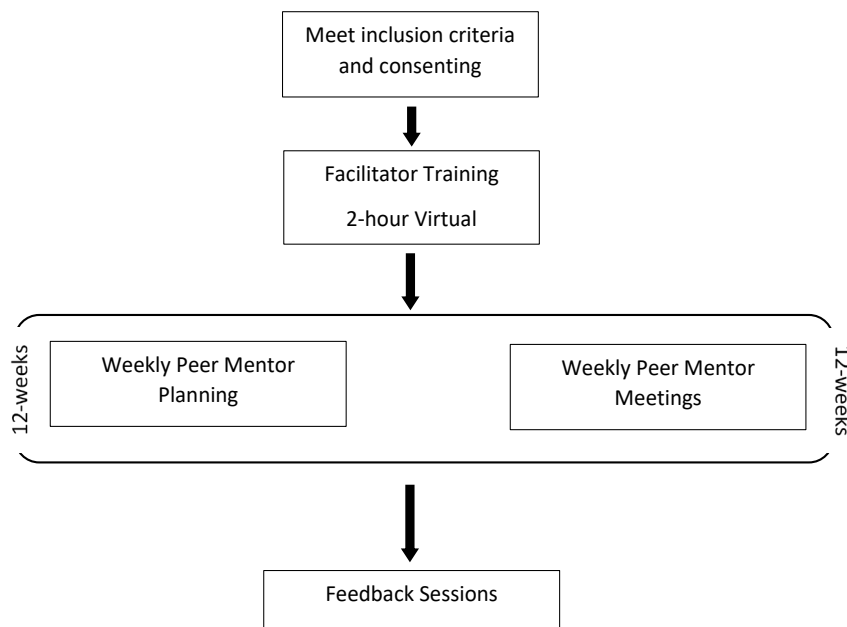 Meet inclusion criteria
and consenting
Facilitator Training
2-hour Virtual
12-weeks
Weekly Peer Mentor
Planning
Weekly Peer Mentor
Meetings
12-weeks
Feedback Sessions